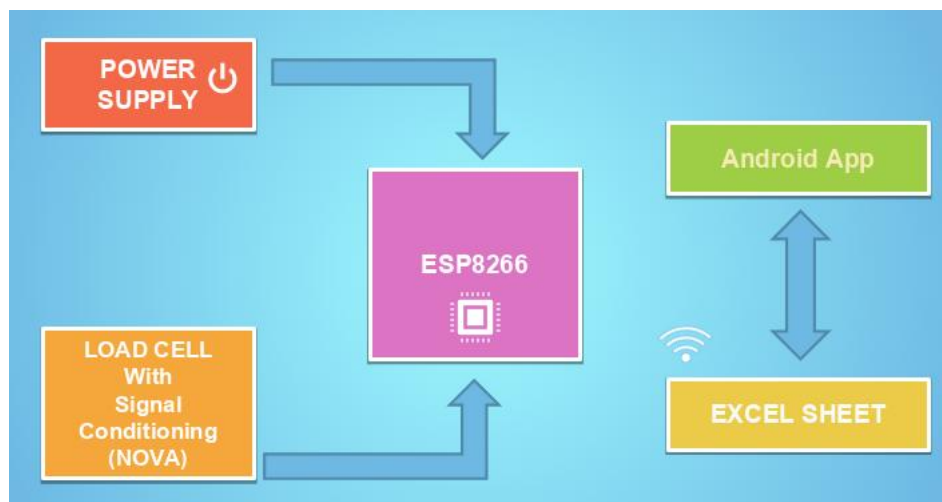 POWER
SUPPLY
ESP8266
Android App
LOAD CELL
With
Signal
Conditioning
(NOVA)
EXCEL SHEET